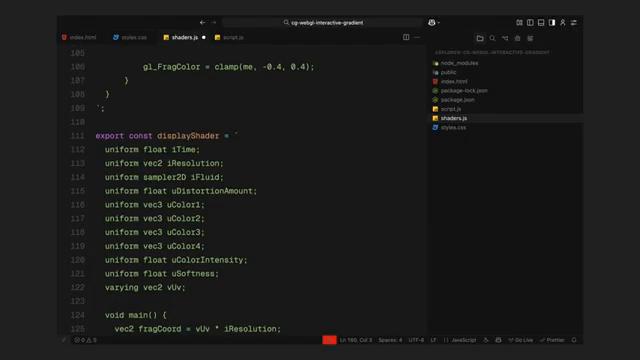 cg-webgl-interactive-gradient
index.html
styles.css
shaders.js
script.js
105
106 gl_FragColor = clamp(me, -0.4, 0.4);
107 }
108 }
109 `;
110
111 export const displayShader = `
112 uniform float iTime;
113 uniform vec2 iResolution;
114 uniform sampler2D iFluid;
115 uniform float uDistortionAmount;
116 uniform vec3 uColor1;
117 uniform vec3 uColor2;
118 uniform vec3 uColor3;
119 uniform vec3 uColor4;
120 uniform float uColorIntensity;
121 uniform float uSoftness;
122 varying vec2 vUv;
123
124 void main() {
125 vec2 fragCoord = vUv * iResolution;
EXPLORER: CG-WEBGL-INTERACTIVE-GRADIENT
node_modules
public
index.html
package-lock.json
package.json
script.js
shaders.js
styles.css
0 0
Ln 160, Col 3
Spaces: 4
UTF-8
LF
{} JavaScript
Go Live
Prettier